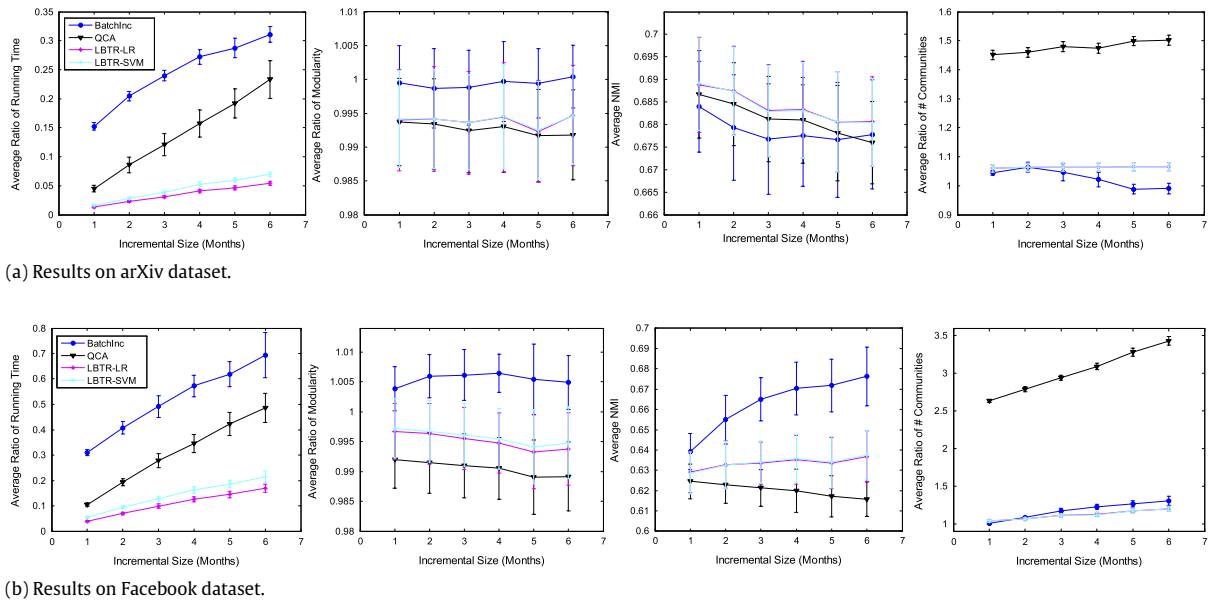 BatchInc
QCA
LBTR-LR
LBTR-SVM
Average Ratio of Running Time
0.35
0.3
0.25
0.2
0.15
0.1
0.05
0
0 1 2 3 4 5 6 7
Incremental Size (Months)
Average Ratio of Modularity
1.01
1.005
1
0.995
0.99
0.985
0.98
0 1 2 3 4 5 6 7
Incremental Size (Months)
Average NMI
0.7
0.695
0.69
0.685
0.68
0.675
0.67
0.665
0.66
0 1 2 3 4 5 6 7
Incremental Size (Months)
Average Ratio of # Communities
1.6
1.5
1.4
1.3
1.2
1.1
1
0.9
0 1 2 3 4 5 6 7
Incremental Size (Months)
(a) Results on arXiv dataset.
BatchInc
QCA
LBTR-LR
LBTR-SVM
Average Ratio of Running Time
0.8
0.7
0.6
0.5
0.4
0.3
0.2
0.1
0
0 1 2 3 4 5 6 7
Incremental Size (Months)
Average Ratio of Modularity
1.01
1.005
1
0.995
0.99
0.985
0.98
0 1 2 3 4 5 6 7
Incremental Size (Months)
Average NMI
0.69
0.68
0.67
0.66
0.65
0.64
0.63
0.62
0.61
0.6
0 1 2 3 4 5 6 7
Incremental Size (Months)
Average Ratio of # Communities
3.5
3
2.5
2
1.5
1
0 1 2 3 4 5 6 7
Incremental Size (Months)
(b) Results on Facebook dataset.